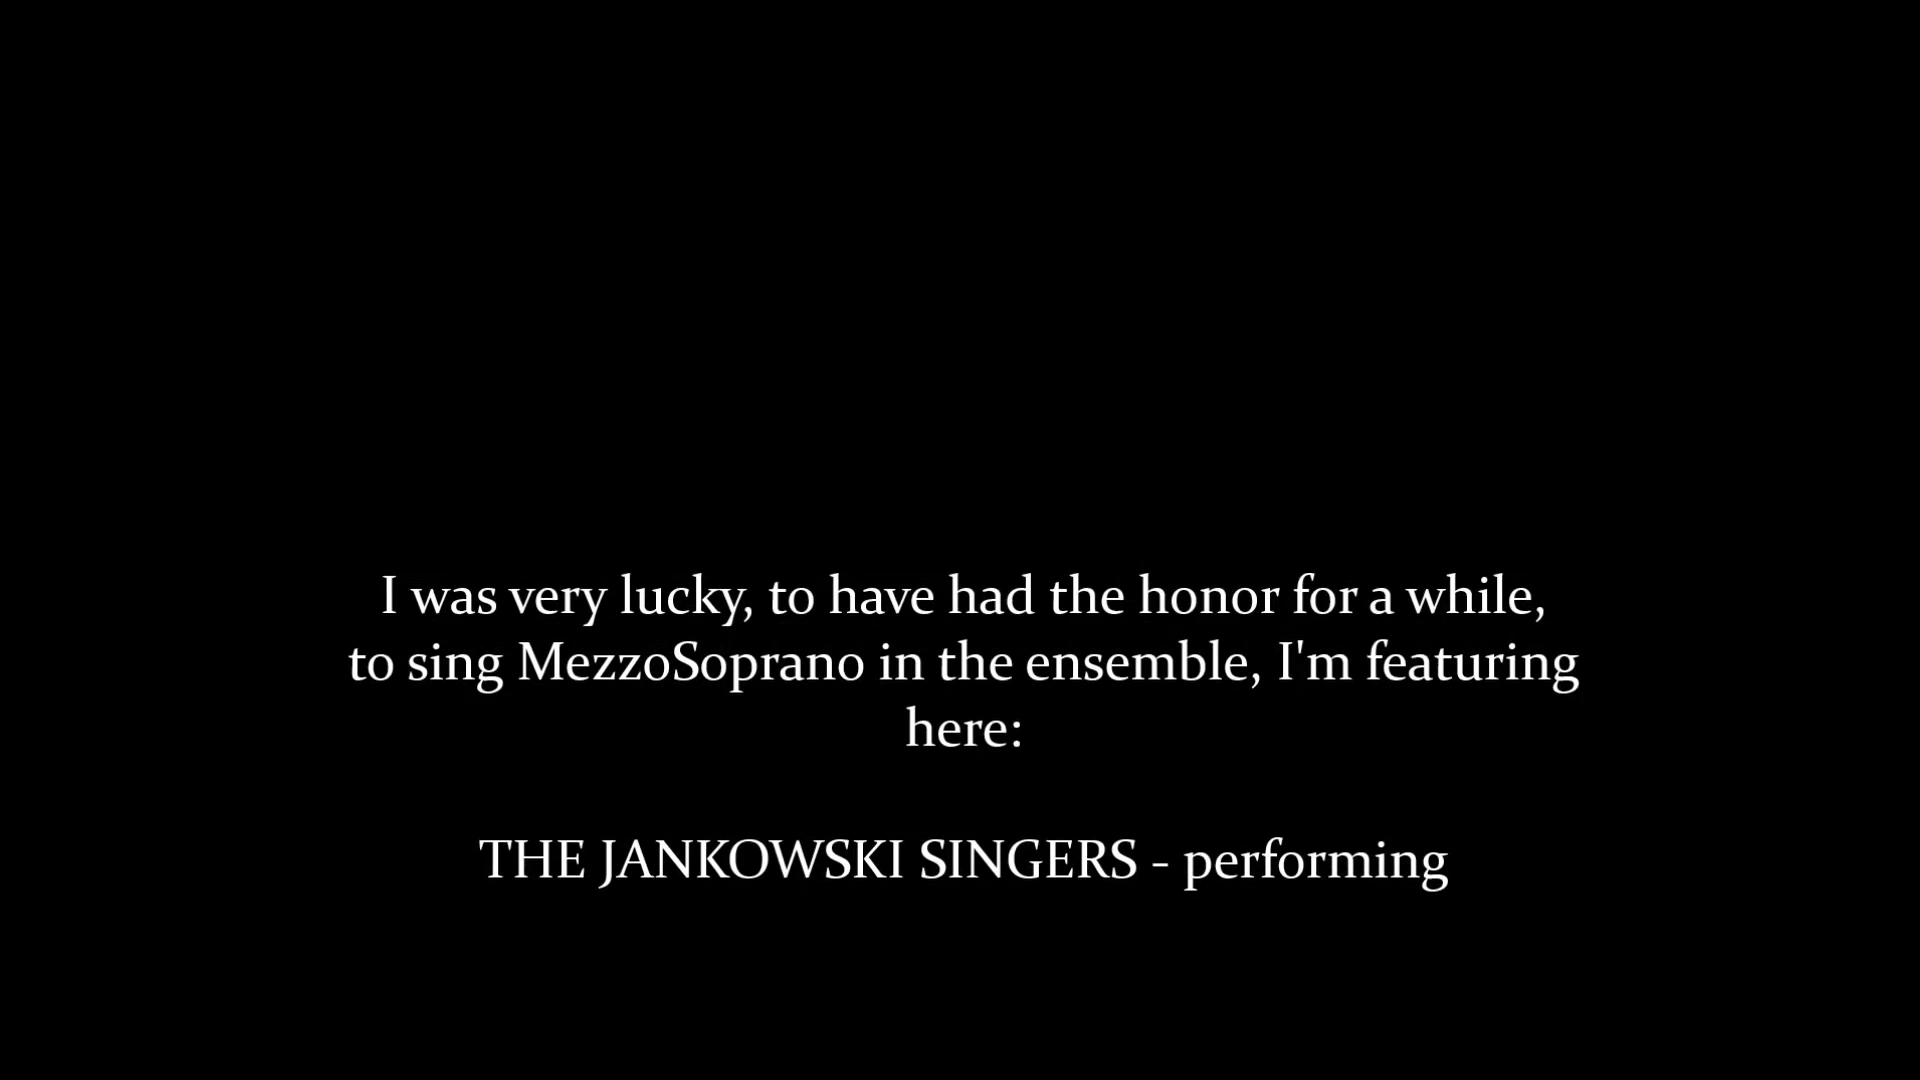 I was very lucky, to have had the honor for a while,
to sing MezzoSoprano in the ensemble, I'm featuring
here:
THE JANKOWSKI SINGERS - performing